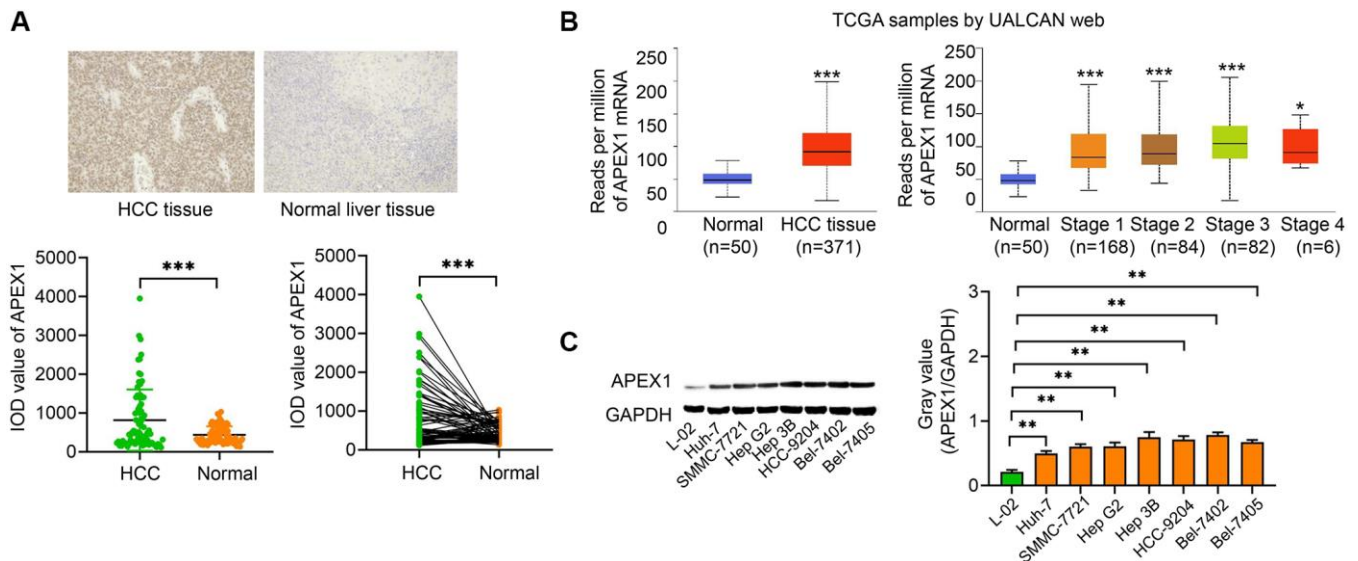 A
HCC tissue
Normal liver tissue
IOD value of APEX1
5000
4000
3000
2000
1000
0
***
HCC
Normal
IOD value of APEX1
5000
4000
3000
2000
1000
0
***
HCC
Normal
B
TCGA samples by UALCAN web
Reads per million
of APEX1 mRNA
250
200
150
100
50
0
***
Normal
(n=50)
HCC tissue
(n=371)
Reads per million
of APEX1 mRNA
250
200
150
100
50
0
***
***
***
*
Normal
(n=50)
Stage 1
(n=168)
Stage 2
(n=84)
Stage 3
(n=82)
Stage 4
(n=6)
C
APEX1
GAPDH
L-02
Huh-7
SMMC-7721
Hep G2
Hep 3B
HCC-9204
Bel-7402
Bel-7405
Gray value
(APEX1/GAPDH)
3
2
1
0
**
**
**
**
**
**
**
L-02
Huh-7
SMMC-7721
Hep G2
Hep 3B
HCC-9204
Bel-7402
Bel-7405